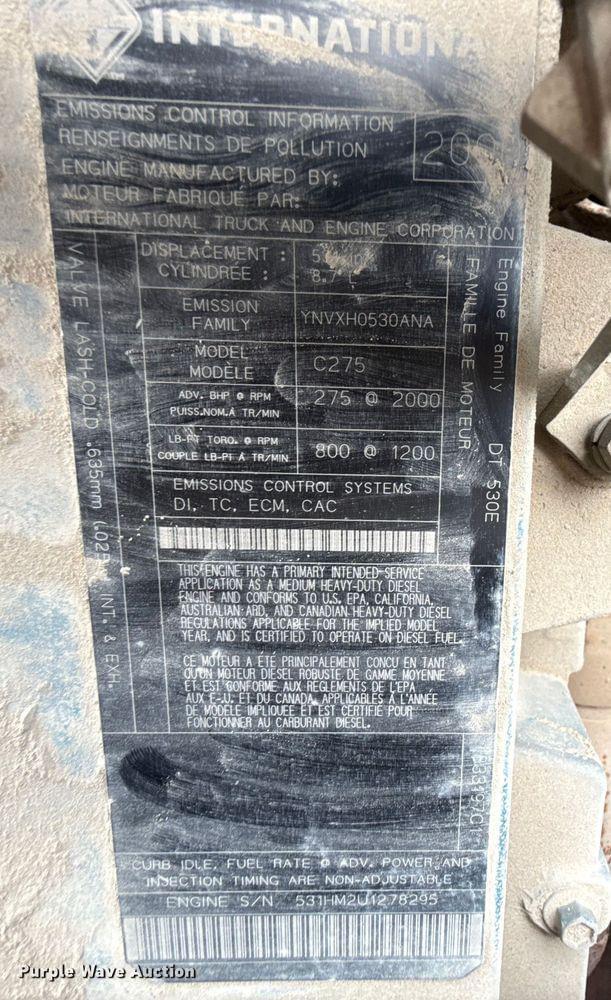 INTERNATIONA
EMISSIONS CONTROL INFORMATION
RENSEIGNMENTS DE POLLUTION
ENGINE MANUFACTURED BY:
MOTEUR FABRIQUE PAR:
INTERNATIONAL TRUCK AND ENGINE CORPORATION
200
DISPLACEMENT :
CYLINDRÉE :
8.7
EMISSION
FAMILY
YNVXH0530ANA
MODEL
MODÈLE
C275
ADV. BHP @ RPM
PUISS.NOM.À TR/MIN
275 @ 2000
LB-FT TORQ. @ RPM
COUPLE LB-PI À TR/MIN
800 @ 1200
EMISSIONS CONTROL SYSTEMS
DI, TC, ECM, CAC
VALVE LASH,COLD .635mm (.025 INT. & EXH.
Engine Family DT 530E
FAMILLE DE MOTEUR
THIS ENGINE HAS A PRIMARY INTENDED SERVICE
APPLICATION AS A MEDIUM HEAVY-DUTY DIESEL
ENGINE AND CONFORMS TO U.S. EPA, CALIFORNIA,
AUSTRALIAN ARD, AND CANADIAN HEAVY-DUTY DIESEL
REGULATIONS APPLICABLE FOR THE IMPLIED MODEL
YEAR, AND IS CERTIFIED TO OPERATE ON DIESEL FUEL.
CE MOTEUR A ÉTÉ PRINCIPALEMENT CONCU EN TANT
QU'UN MOTEUR DIESEL ROBUSTE DE GAMME MOYENNE
ET EST CONFORME AUX REGLEMENTS DE L'EPA
AUX É-U. ET DU CANADA, APPLICABLES À L'ANNÉE
DE MODÈLE IMPLIQUÉE ET EST CERTIFIÉ POUR
FONCTIONNER AU CARBURANT DIESEL.
CURB IDLE, FUEL RATE @ ADV. POWER,AND
INJECTION TIMING ARE NON-ADJUSTABLE
ENGINE S/N 531HM2U1278295
Purple Wave Auction